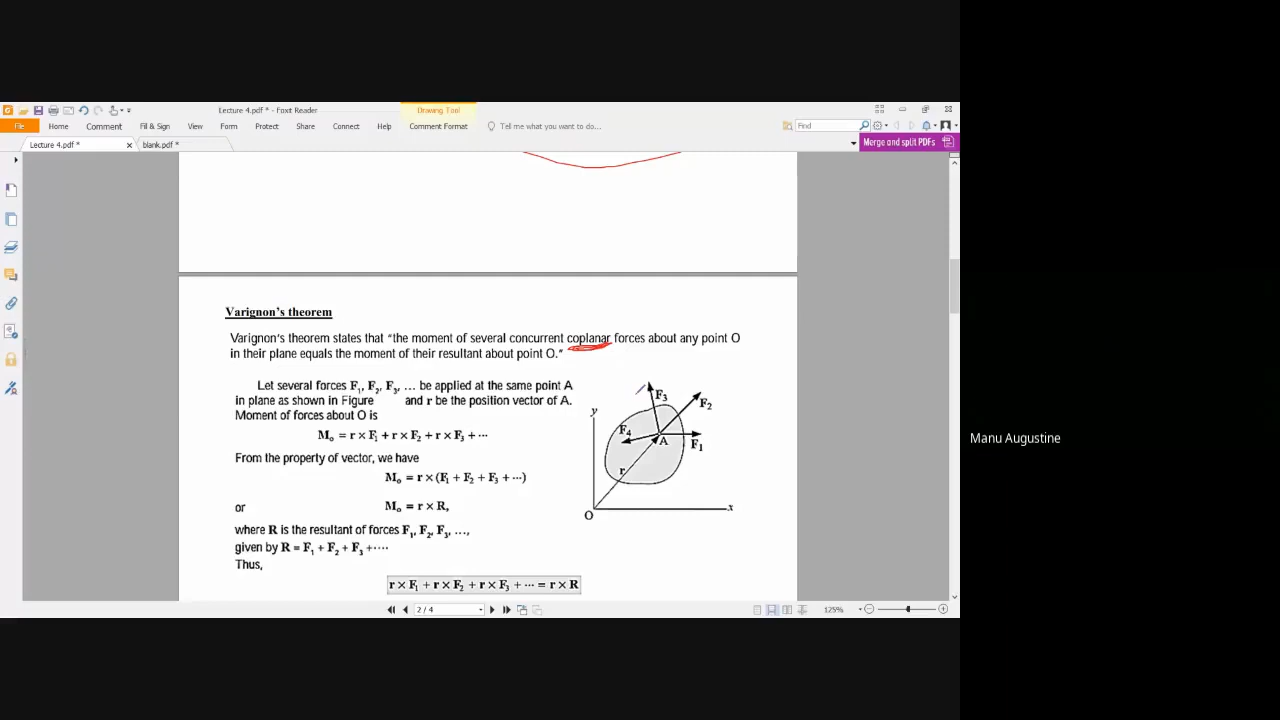 Lecture 4.pdf * - Foxit Reader
Drawing Tool
File Home Comment Fill & Sign View Form Protect Share Connect Help Comment Format Tell me what you want to do... Find
Lecture 4.pdf * blank.pdf * Merge and split PDFs
Varignon's theorem
Varignon's theorem states that "the moment of several concurrent coplanar forces about any point O
in their plane equals the moment of their resultant about point O."
Let several forces F₁, F₂, F₃, … be applied at the same point A
in plane as shown in Figure and r be the position vector of A.
Moment of forces about O is
Mₒ = r × F₁ + r × F₂ + r × F₃ + ⋯
From the property of vector, we have
Mₒ = r × (F₁ + F₂ + F₃ + ⋯)
or Mₒ = r × R,
where R is the resultant of forces F₁, F₂, F₃, …,
given by R = F₁ + F₂ + F₃ +⋯
Thus,
r × F₁ + r × F₂ + r × F₃ + ⋯ = r × R
y
F₃
F₂
F₄
A
F₁
r
O
x
2 / 4
125%
Manu Augustine